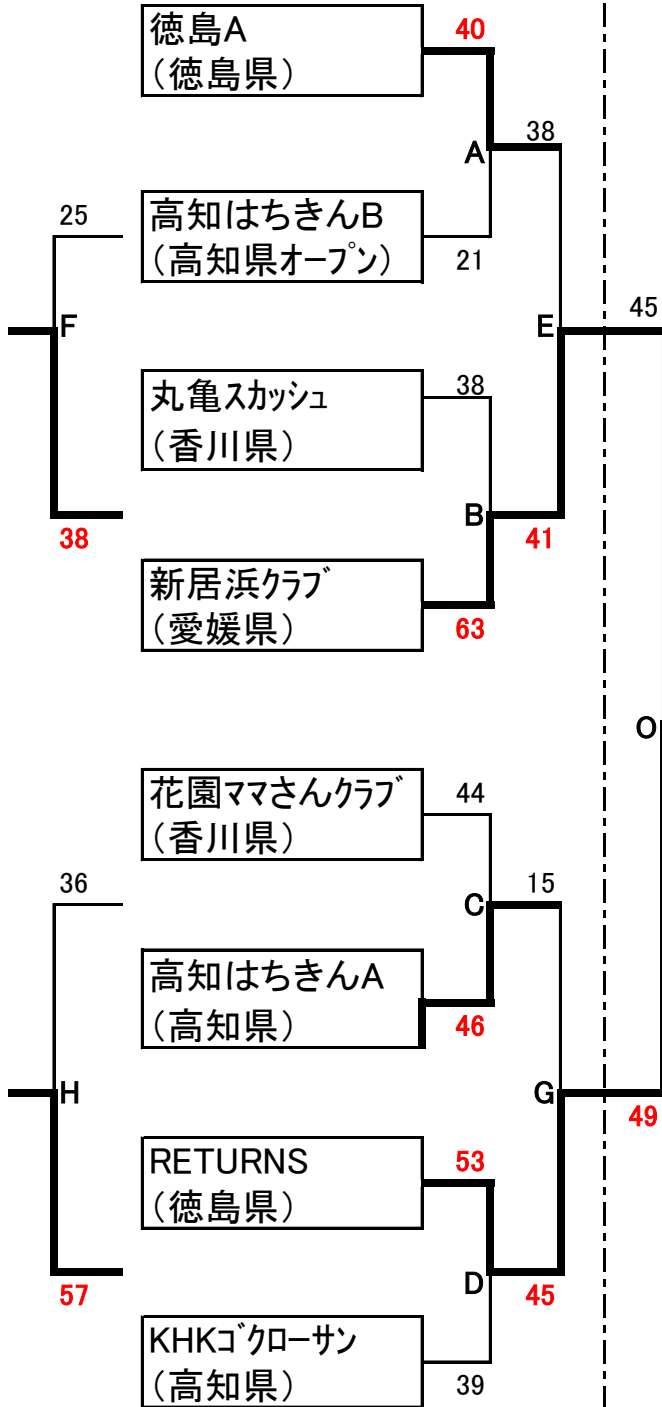 徳島A
（徳島県）
40
A
38
25
高知はちきんB
（高知県オープン）
21
F
E
45
丸亀スカッシュ
（香川県）
38
B
38
41
新居浜クラブ
（愛媛県）
63
O
花園ママさんクラブ
（香川県）
44
36
C
15
高知はちきんA
（高知県）
46
H
G
49
RETURNS
（徳島県）
53
57
D
45
KHKゴクローサン
（高知県）
39